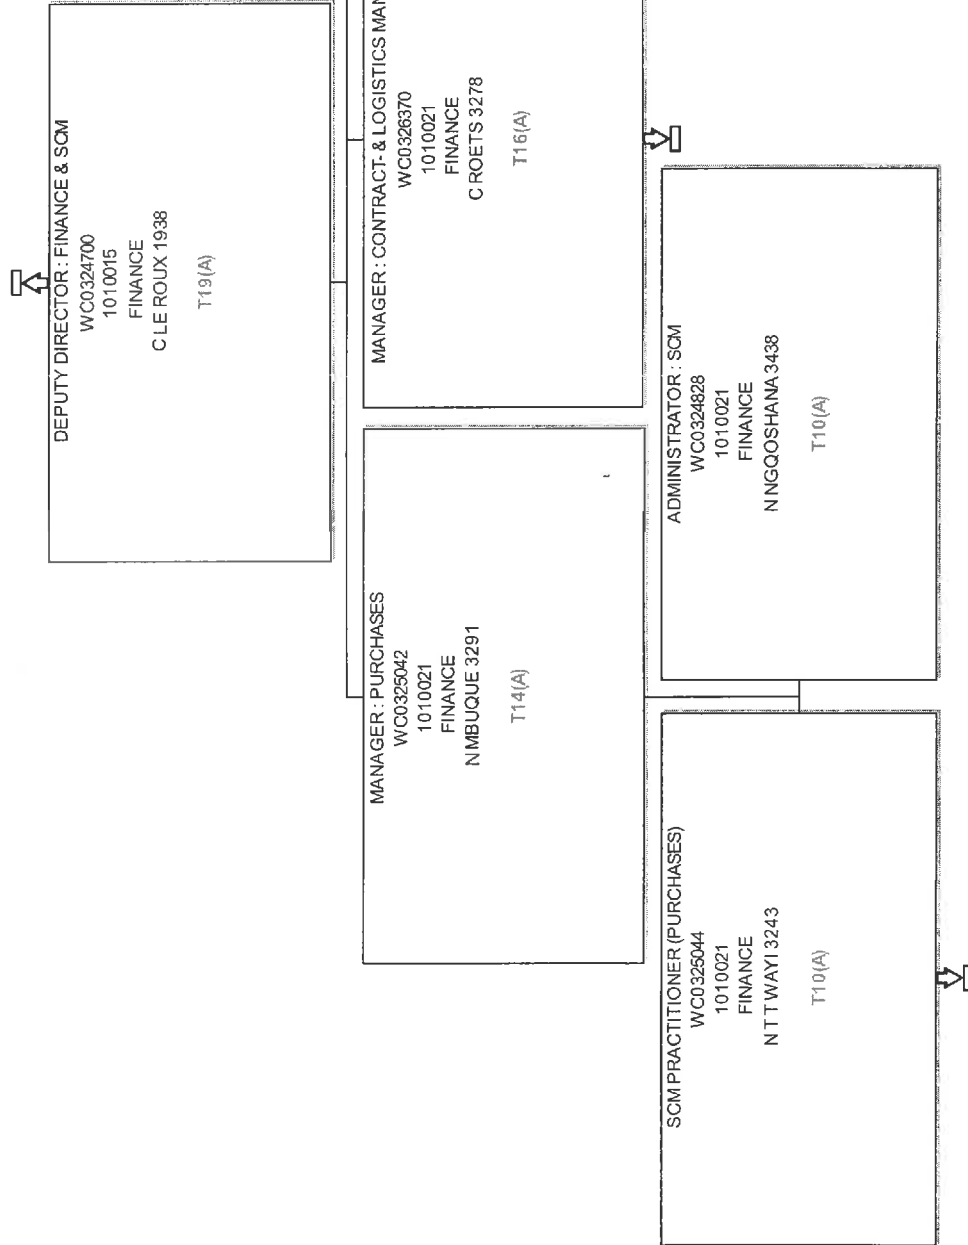 DEPUTY DIRECTOR : FINANCE & SCM
WC0324700
1010015
FINANCE
C LE ROUX 1938
T19(A)
MANAGER : PURCHASES
WC0325042
1010021
FINANCE
N MBUQUE 3291
T14(A)
MANAGER : CONTRACT- & LOGISTICS MAN
WC0326370
1010021
FINANCE
C ROETS 3278
T16(A)
SCM PRACTITIONER (PURCHASES)
WC0325044
1010021
FINANCE
N T T WAYI 3243
T10(A)
ADMINISTRATOR : SCM
WC0324828
1010021
FINANCE
N NGQOSHANA 3438
T10(A)